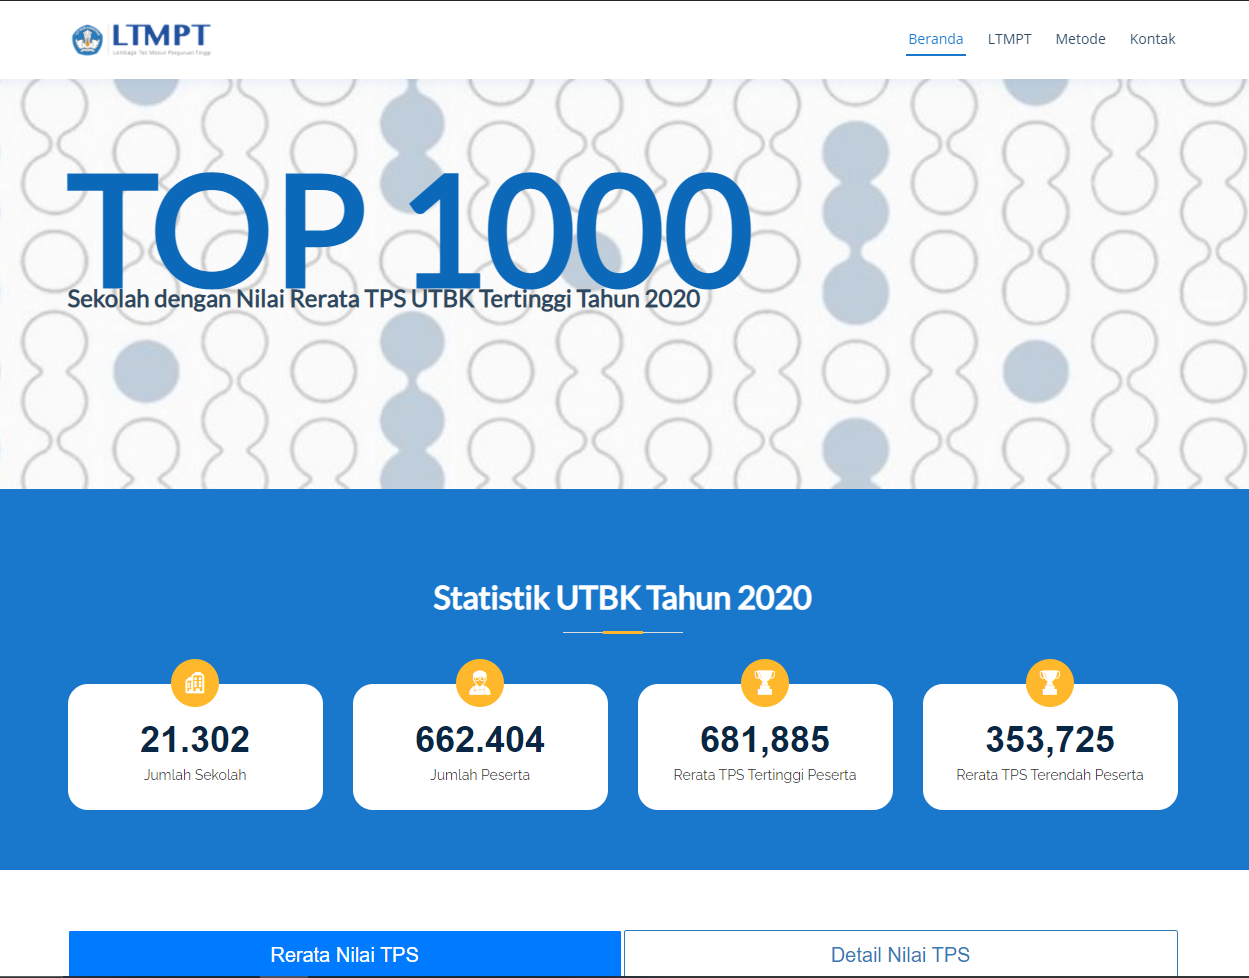 LTMPT
Lembaga Tes Masuk Perguruan Tinggi
Beranda
LTMPT
Metode
Kontak
TOP 1000
Sekolah dengan Nilai Rerata TPS UTBK Tertinggi Tahun 2020
Statistik UTBK Tahun 2020
21.302
Jumlah Sekolah
662.404
Jumlah Peserta
681,885
Rerata TPS Tertinggi Peserta
353,725
Rerata TPS Terendah Peserta
Rerata Nilai TPS
Detail Nilai TPS